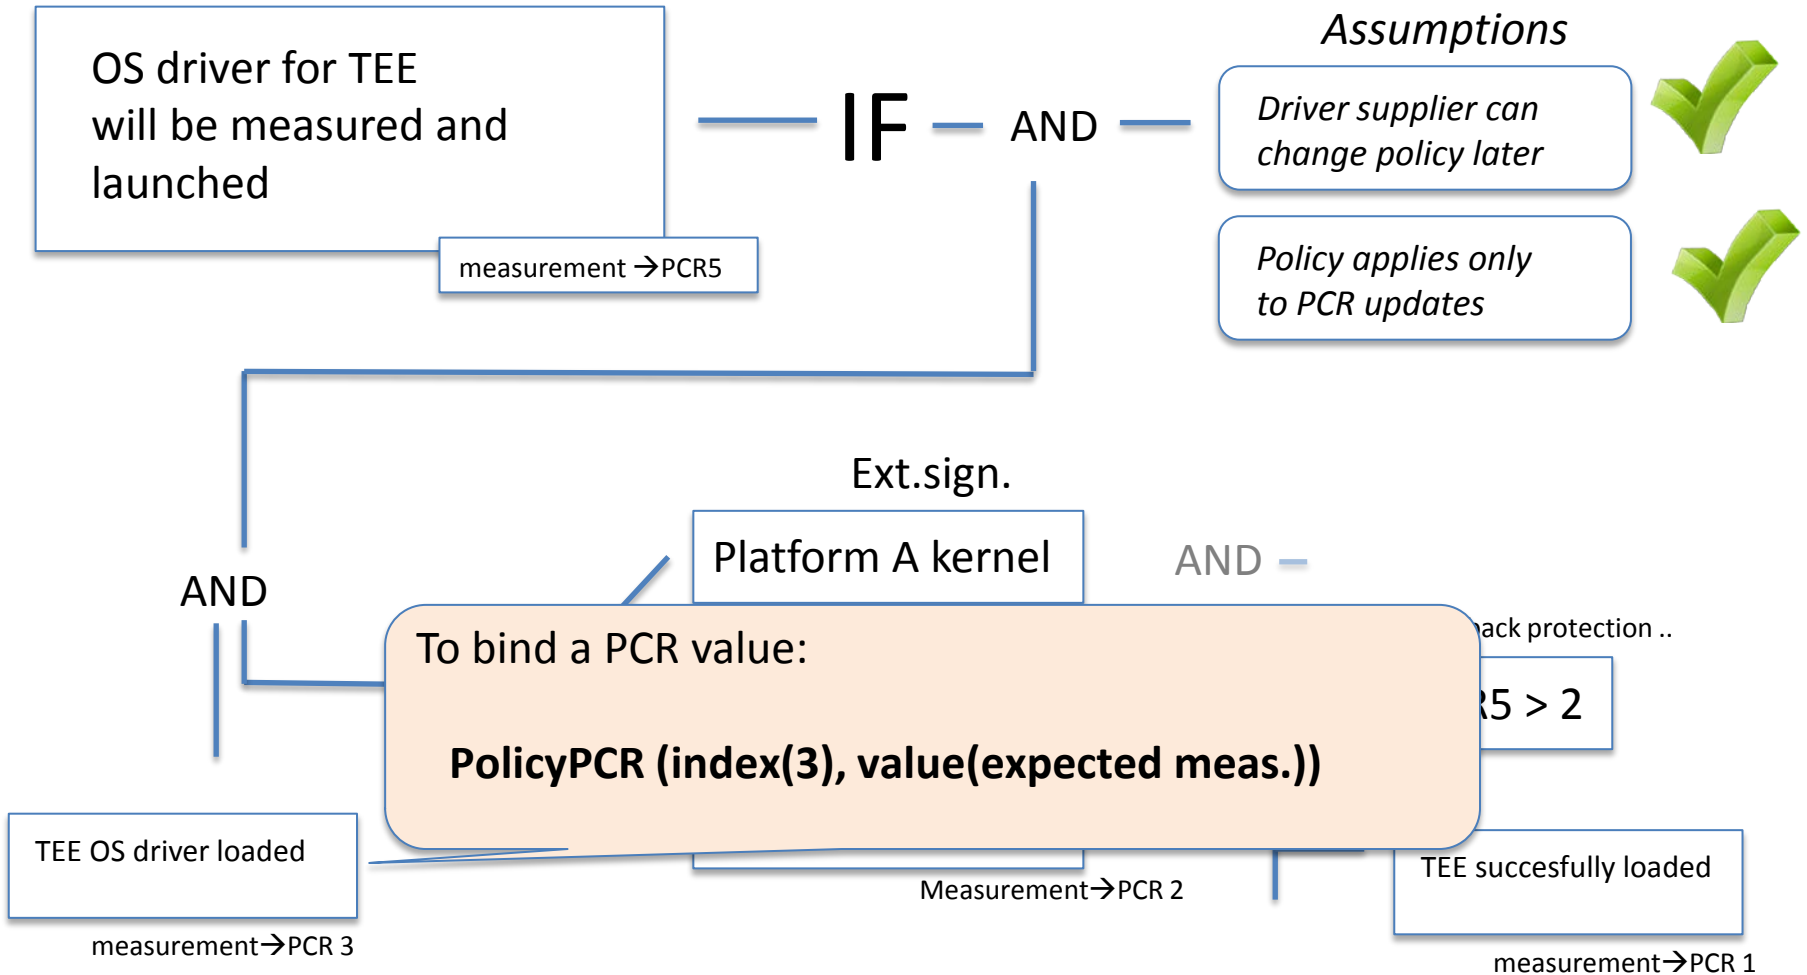 Assumptions
OS driver for TEE
will be measured and
launched
measurement →PCR5
IF
AND
Driver supplier can
change policy later
Policy applies only
to PCR updates
Ext.sign.
Platform A kernel
AND
AND
protection ..
To bind a PCR value:
> 2
PolicyPCR (index(3), value(expected meas.))
TEE OS driver loaded
measurement→PCR 3
Measurement→PCR 2
TEE succesfully loaded
measurement→PCR 1